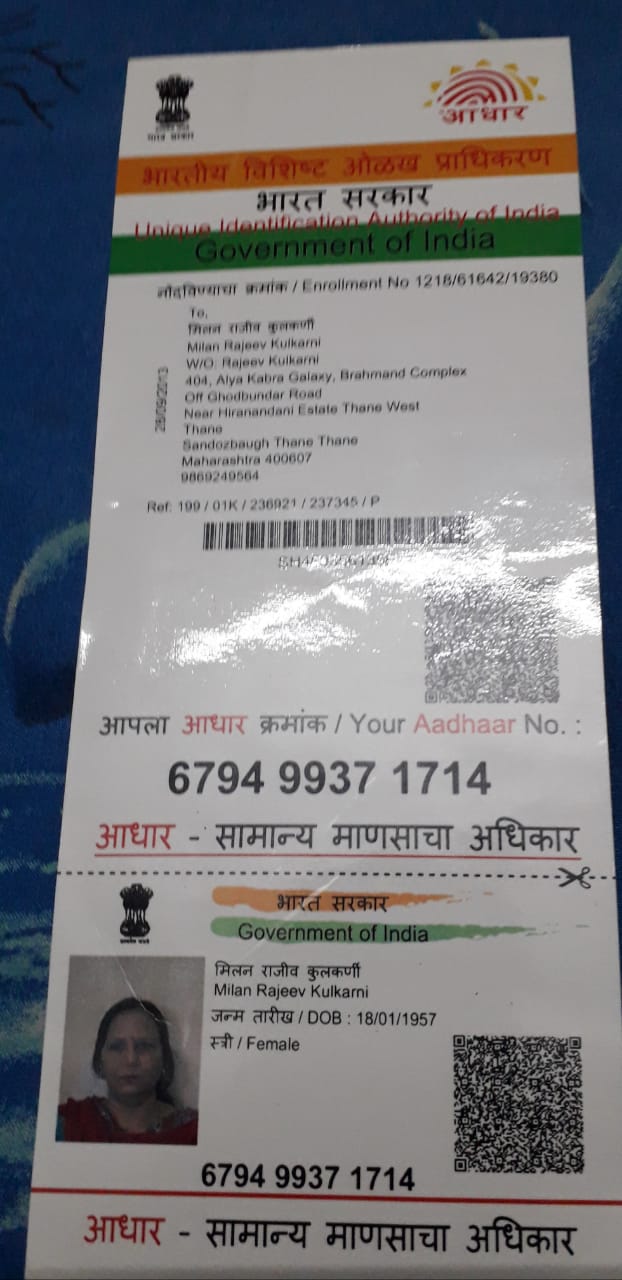 भारत सरकार
आधार
भारतीय विशिष्ट ओळख प्राधिकरण
भारत सरकार
Unique Identification Authority of India
Government of India
नोंदविण्याचा क्रमांक / Enrollment No 1218/61642/19380
To,
मिलन राजीव कुलकर्णी
Milan Rajeev Kulkarni
W/O. Rajeev Kulkarni
404, Alya Kabra Galaxy, Brahmand Complex
Off Ghodbundar Road
Near Hiranandani Estate Thane West
Thane
Sandozbaugh Thane Thane
Maharashtra 400607
9869249564
Ref: 199 / 01K / 236921 / 237345 / P
आपला आधार क्रमांक / Your Aadhaar No. :
6794 9937 1714
आधार - सामान्य माणसाचा अधिकार
भारत सरकार
Government of India
मिलन राजीव कुलकर्णी
Milan Rajeev Kulkarni
जन्म तारीख / DOB : 18/01/1957
स्त्री / Female
6794 9937 1714
आधार - सामान्य माणसाचा अधिकार